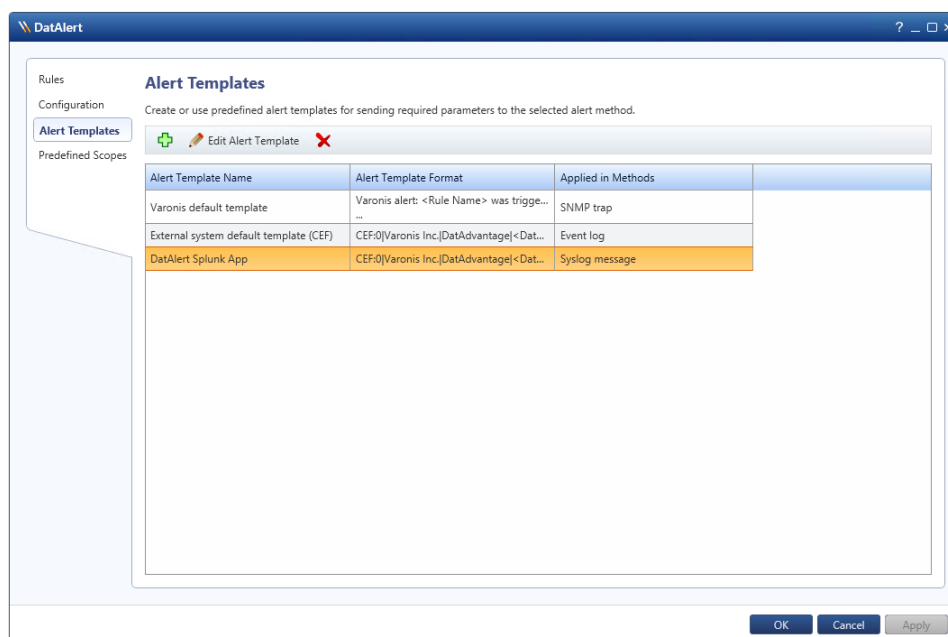 DatAlert
Rules
Configuration
Alert Templates
Predefined Scopes
Alert Templates
Create or use predefined alert templates for sending required parameters to the selected alert method.
Edit Alert Template
Alert Template Name Alert Template Format Applied in Methods
Varonis default template Varonis alert: <Rule Name> was trigge... SNMP trap
...
External system default template (CEF) CEF:0|Varonis Inc.|DatAdvantage|<Dat... Event log
DatAlert Splunk App CEF:0|Varonis Inc.|DatAdvantage|<Dat... Syslog message
OK Cancel Apply